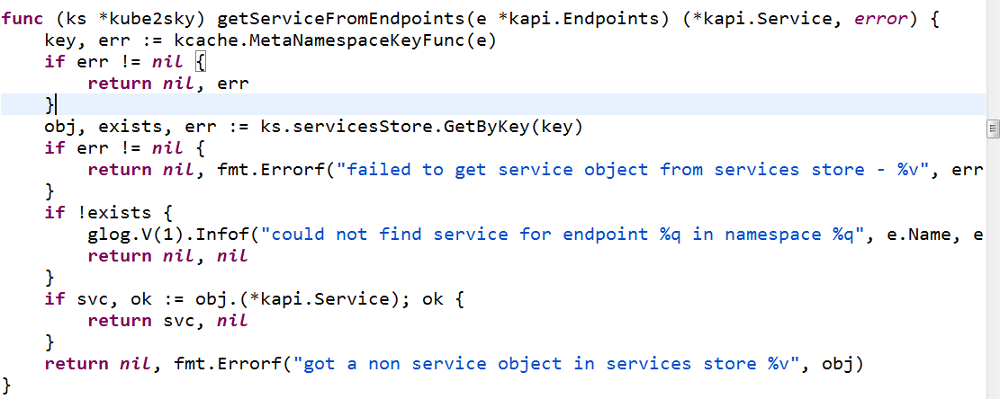 func (ks *kube2sky) getServiceFromEndpoints(e *kapi.Endpoints) (*kapi.Service, error) {
    key, err := kcache.MetaNamespaceKeyFunc(e)
    if err != nil {
        return nil, err
    }
    obj, exists, err := ks.servicesStore.GetByKey(key)
    if err != nil {
        return nil, fmt.Errorf("failed to get service object from services store - %v", err
    }
    if !exists {
        glog.V(1).Infof("could not find service for endpoint %q in namespace %q", e.Name, e
        return nil, nil
    }
    if svc, ok := obj.(*kapi.Service); ok {
        return svc, nil
    }
    return nil, fmt.Errorf("got a non service object in services store %v", obj)
}